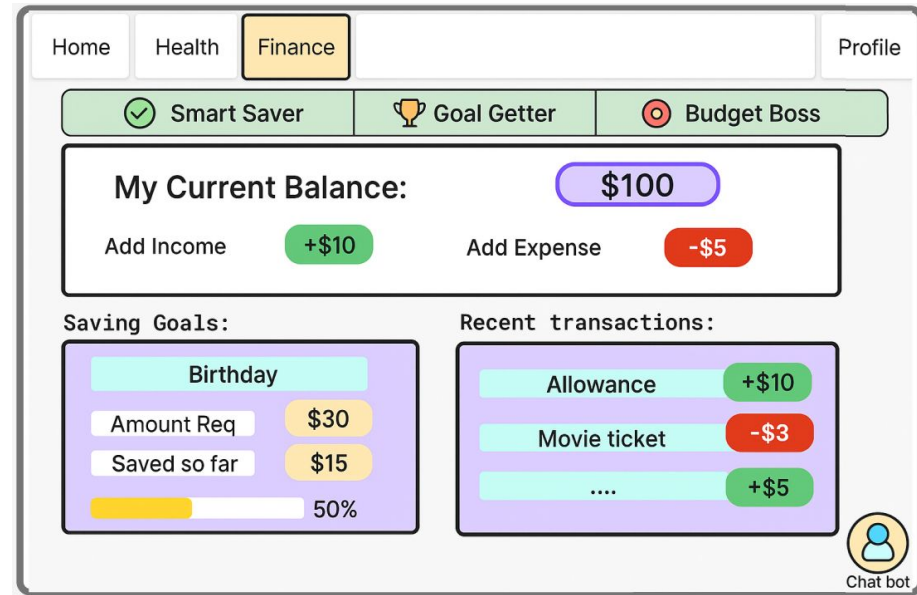 Home Health Finance Profile
Smart Saver Goal Getter Budget Boss
My Current Balance: $100
Add Income +$10 Add Expense -$5
Saving Goals:
Birthday
Amount Req $30
Saved so far $15
50%
Recent transactions:
Allowance +$10
Movie ticket -$3
.... +$5
Chat bot